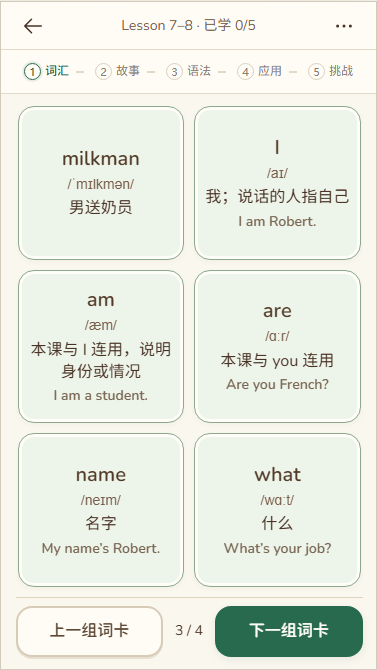 Lesson 7–8 · 已学 0/5
1 词汇 – 2 故事 – 3 语法 – 4 应用 – 5 挑战
milkman
/ˈmɪlkmən/
男送奶员
I
/aɪ/
我；说话的人指自己
I am Robert.
am
/æm/
本课与 I 连用，说明
身份或情况
I am a student.
are
/ɑːr/
本课与 you 连用
Are you French?
name
/neɪm/
名字
My name’s Robert.
what
/wɑːt/
什么
What’s your job?
上一组词卡
3 / 4
下一组词卡